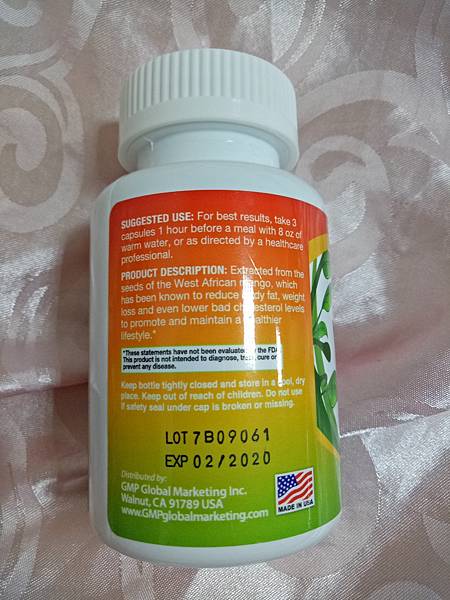 SUGGESTED USE: For best results, take 3
capsules 1 hour before a meal with 8 oz of
warm water, or as directed by a healthcare
professional.
PRODUCT DESCRIPTION: Extracted from the
seeds of the West African mango, which
has been known to reduce body fat, weight
loss and even lower bad cholesterol levels
to promote and maintain a healthier
lifestyle.*
*These statements have not been evaluated by the FDA.
This product is not intended to diagnose, treat, cure or
prevent any disease.
Keep bottle tightly closed and store in a cool, dry
place. Keep out of reach of children. Do not use
if safety seal under cap is broken or missing.
LOT 7B09061
EXP 02/2020
Distributed by:
GMP Global Marketing Inc.
Walnut, CA 91789 USA
www.GMPglobalmarketing.com
MADE IN USA